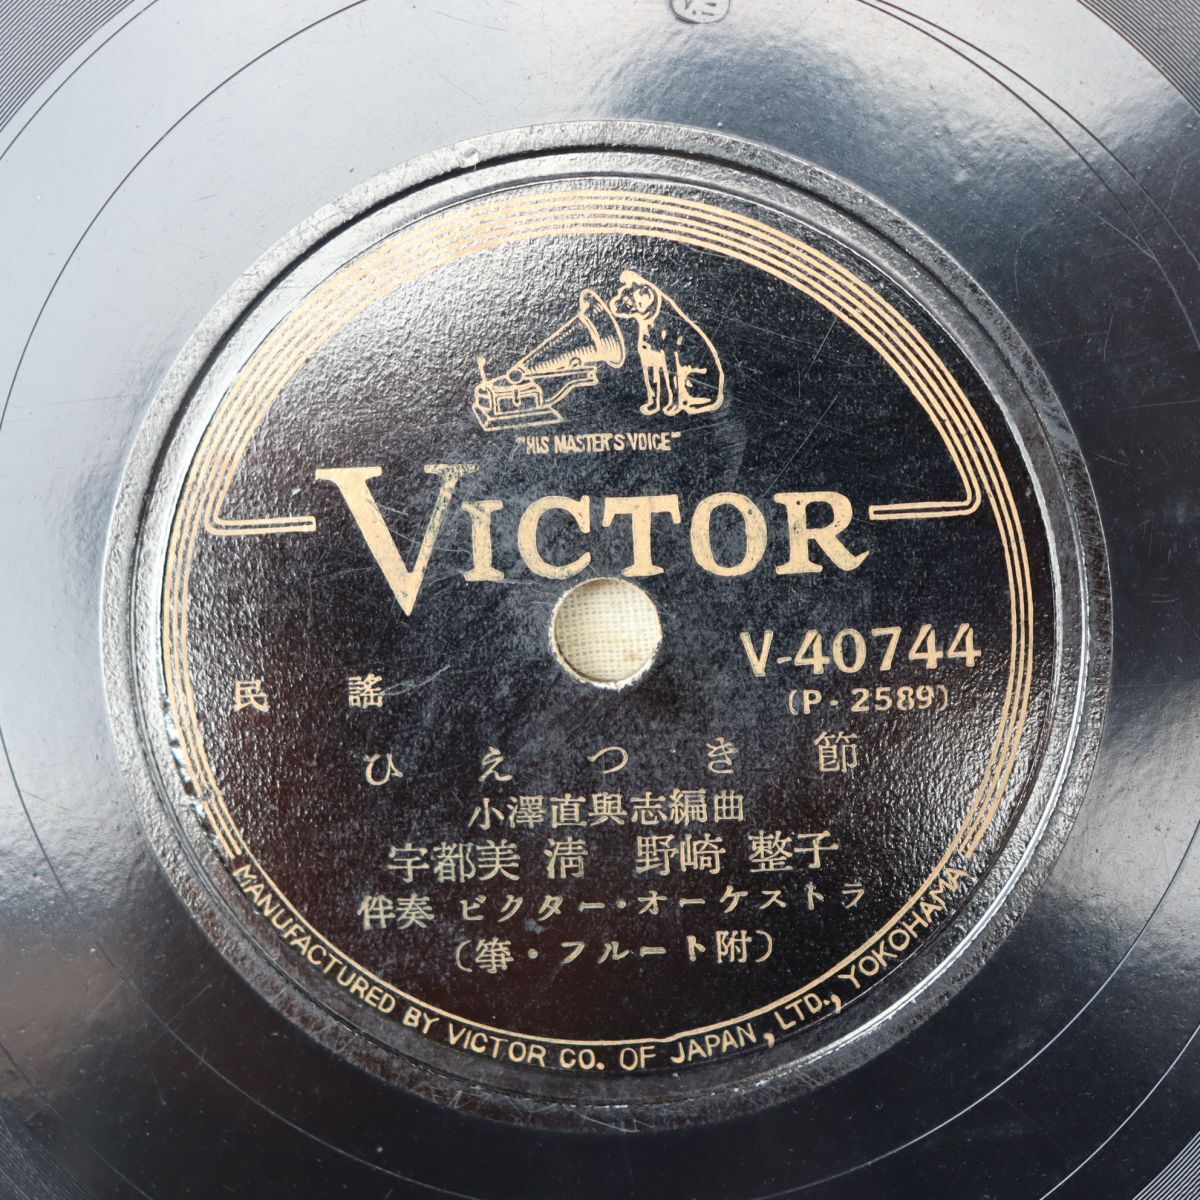 "HIS MASTER'S VOICE"
VICTOR
V-40744
(P. 2589)
民謠
ひえつき節
小澤直與志編曲
宇都美 清 野崎 整子
伴奏 ビクター・オーケストラ
(箏・フルート附)
MANUFACTURED BY VICTOR CO. OF JAPAN, LTD., YOKOHAMA